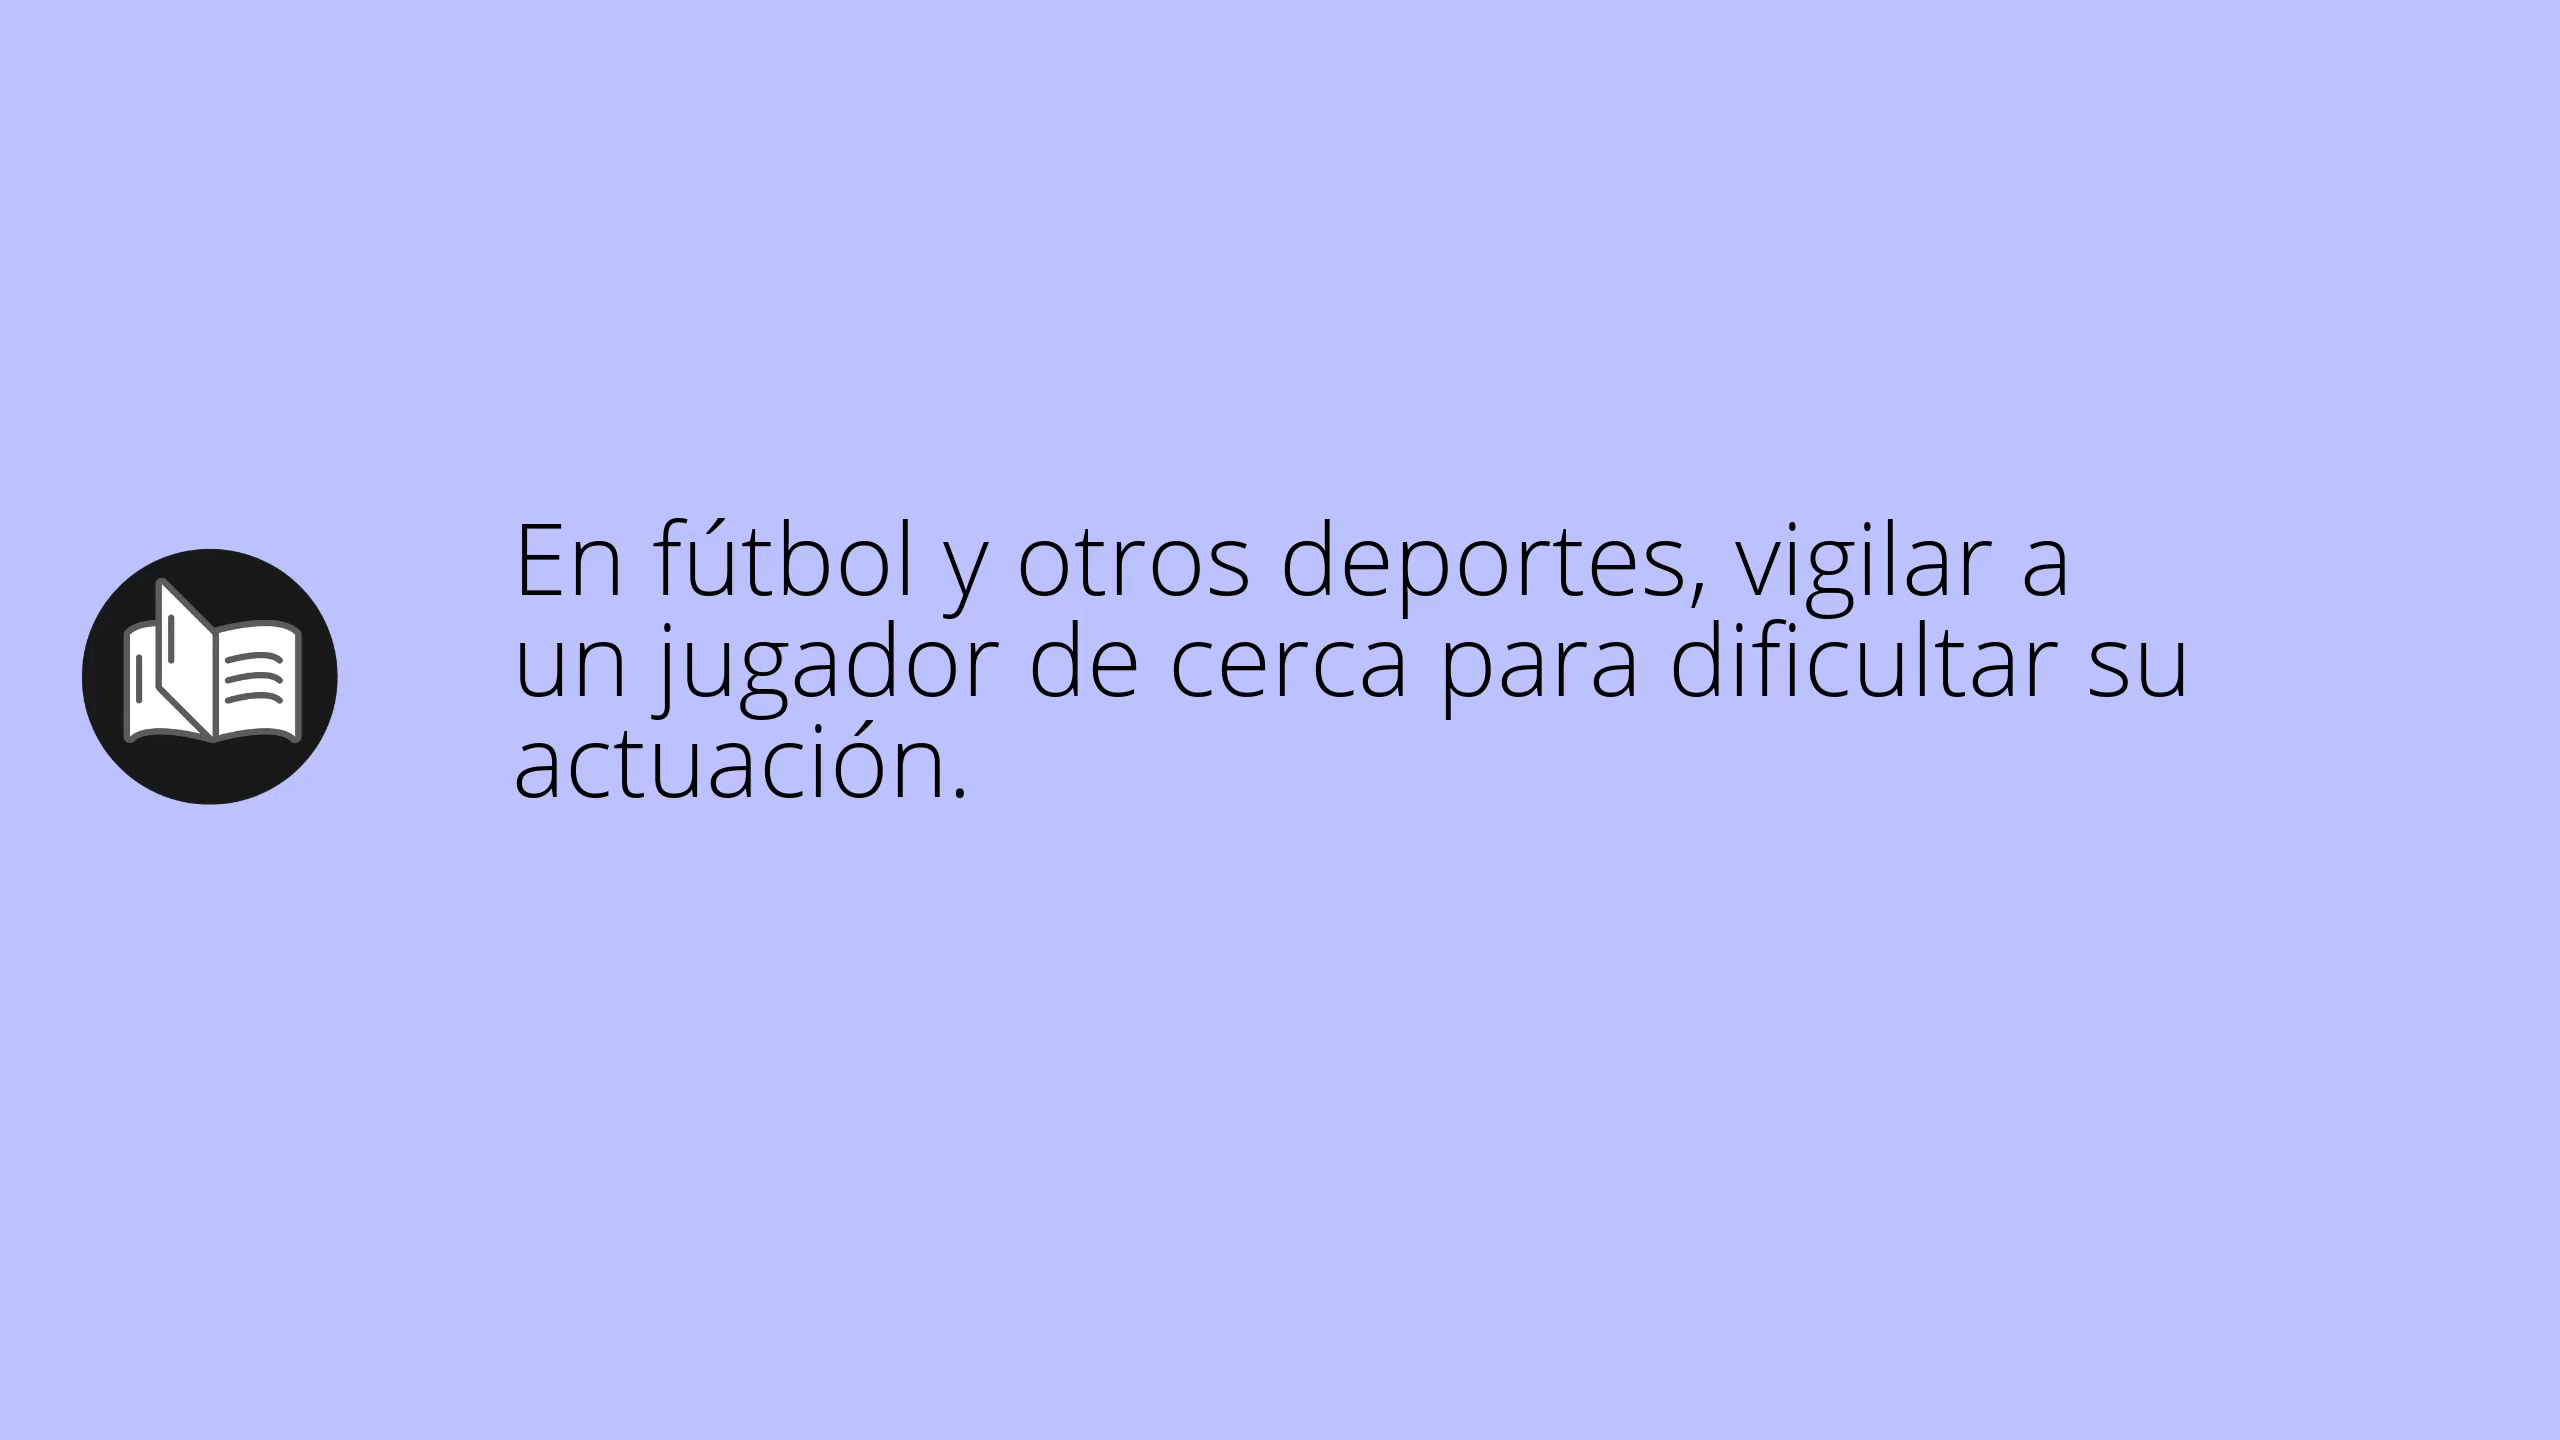 En fútbol y otros deportes, vigilar a
un jugador de cerca para dificultar su
actuación.